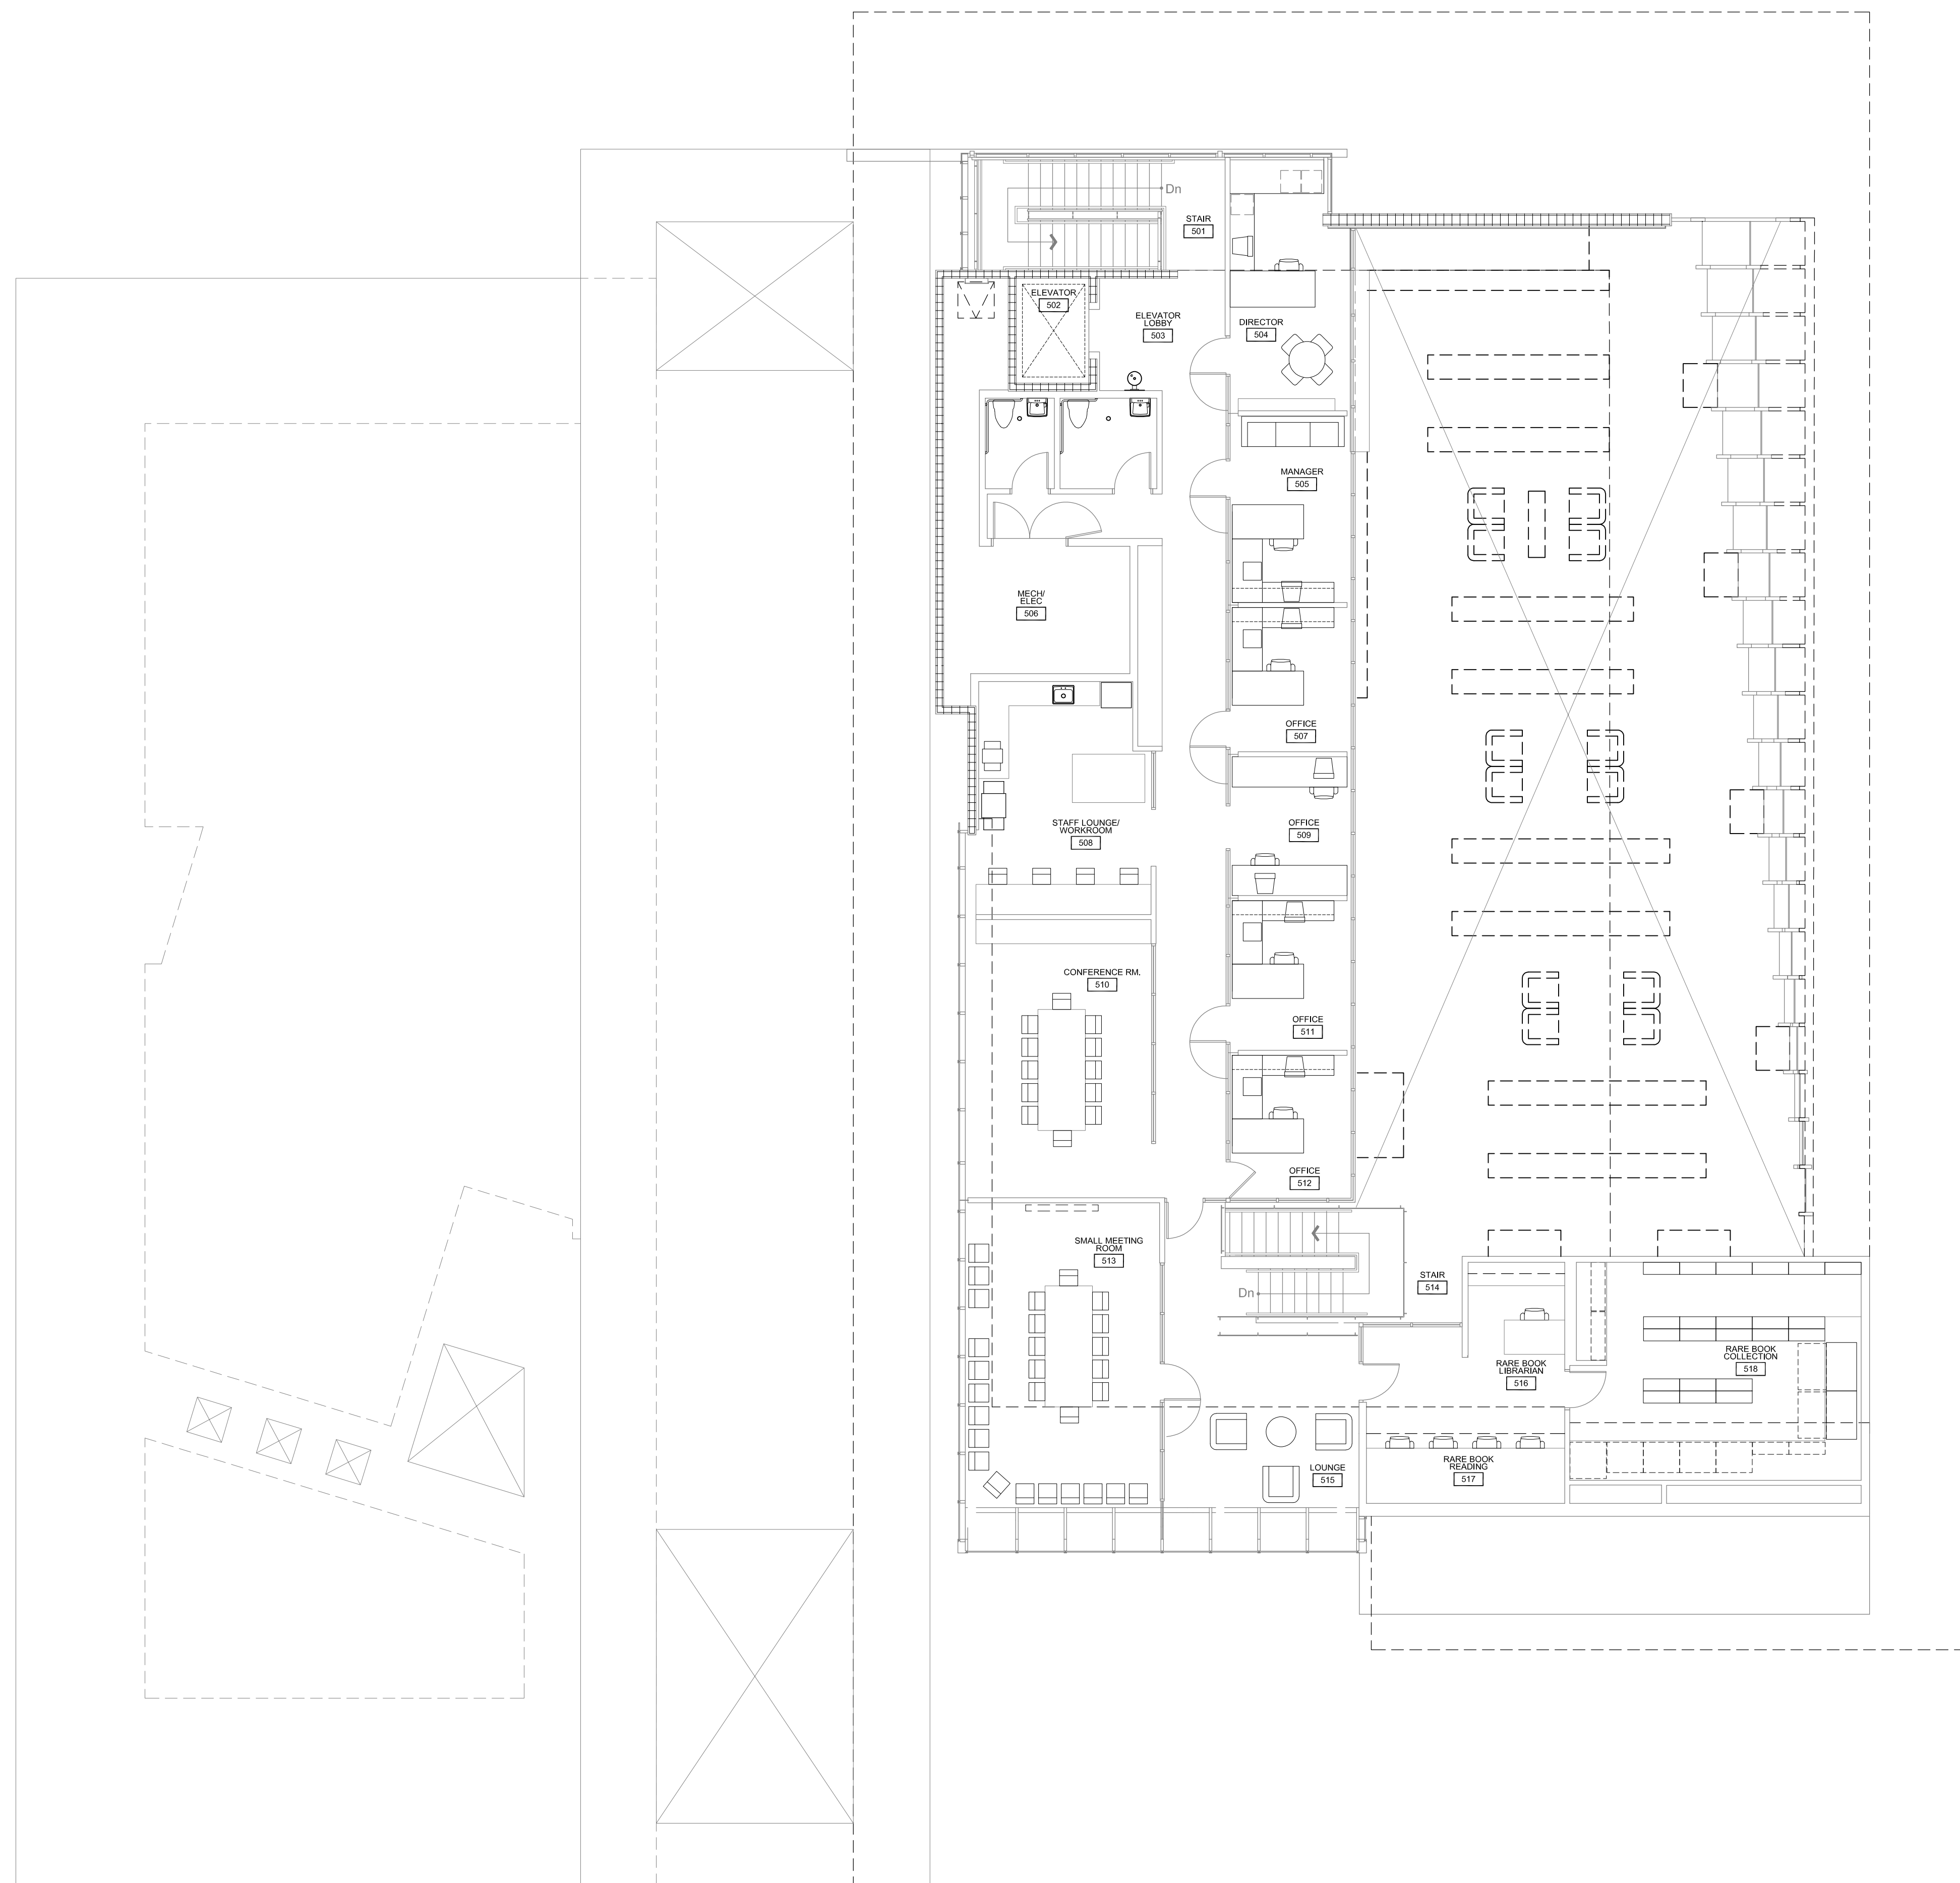 Dn
STAIR
501
ELEVATOR
502
ELEVATOR
LOBBY
503
DIRECTOR
504
MANAGER
505
MECH/
ELEC
506
OFFICE
507
STAFF LOUNGE/
WORKROOM
508
OFFICE
509
CONFERENCE RM.
510
OFFICE
511
OFFICE
512
SMALL MEETING
ROOM
513
STAIR
514
Dn
RARE BOOK
LIBRARIAN
516
RARE BOOK
COLLECTION
518
LOUNGE
515
RARE BOOK
READING
517